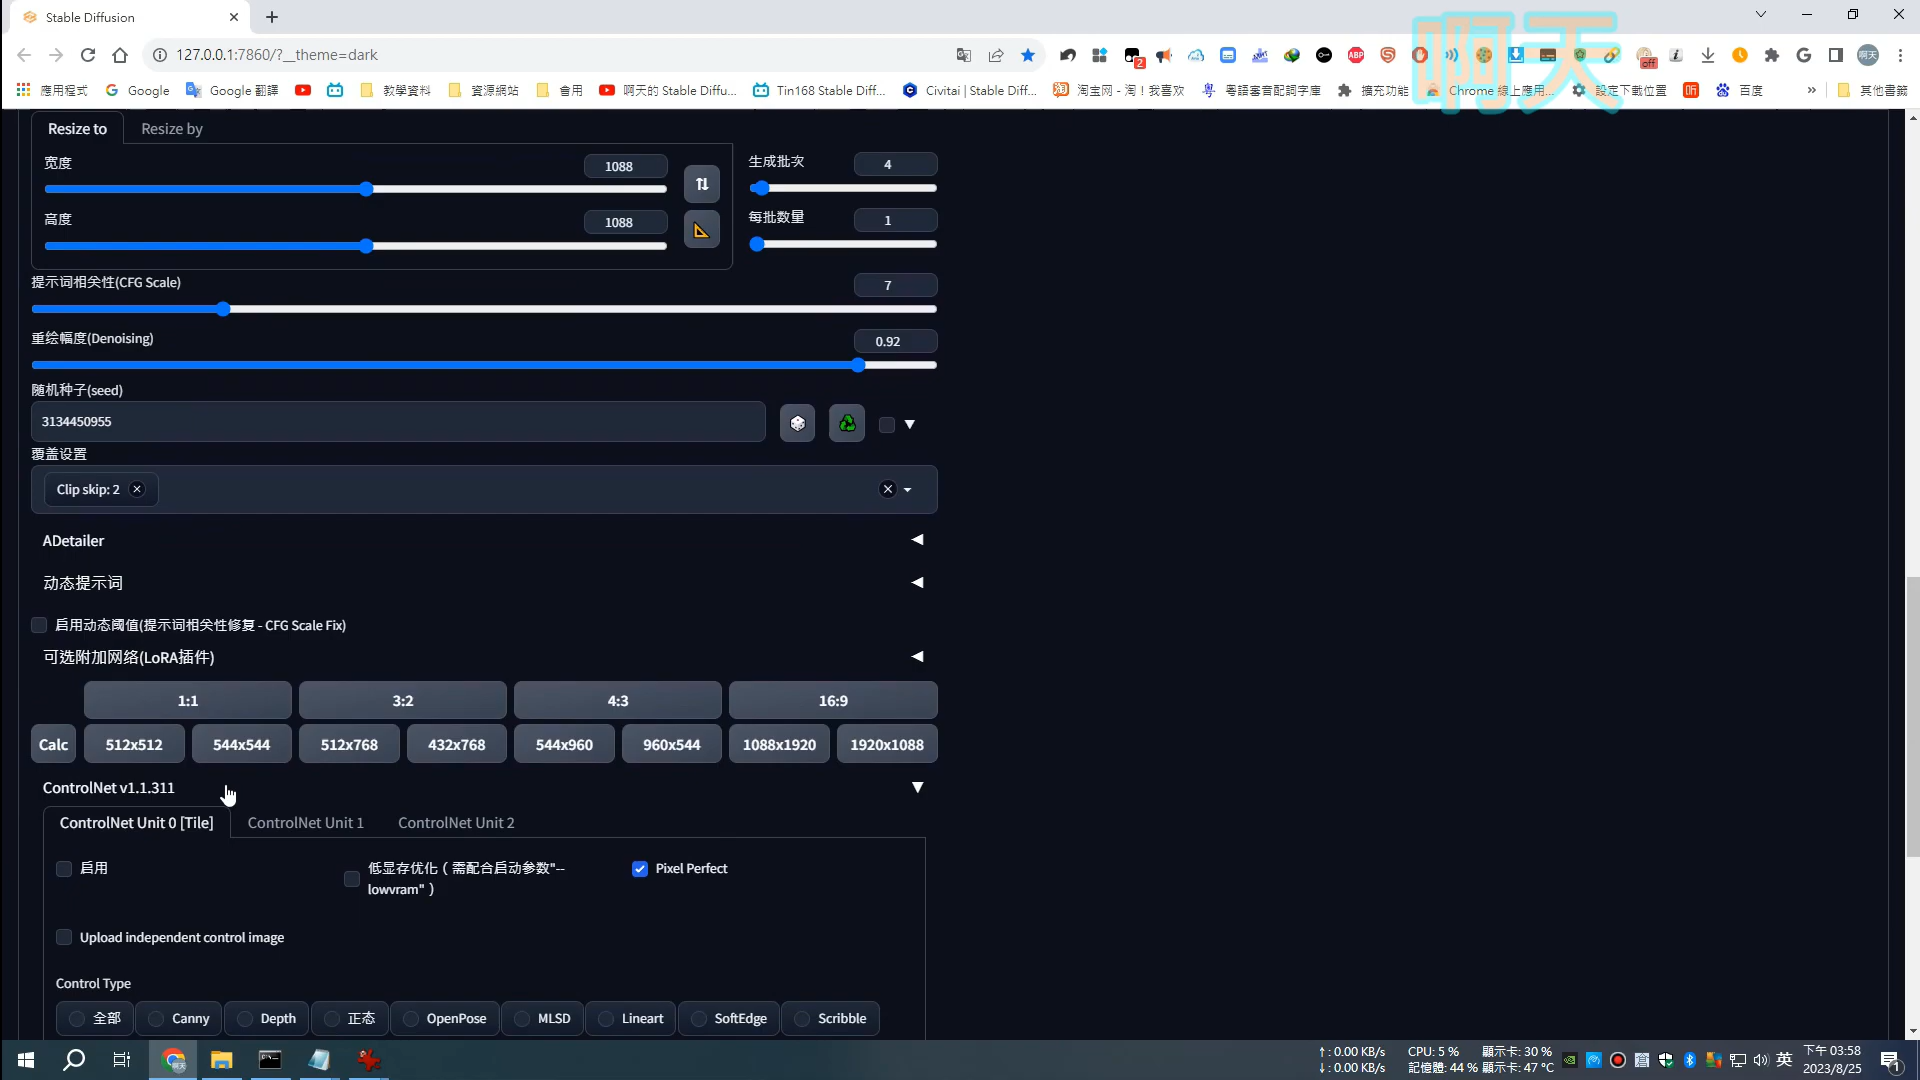 Stable Diffusion
127.0.0.1:7860/?__theme=dark
應用程式 Google Google 翻譯 教學資料 資源網站 會用 啊天的 Stable Diffu... Tin168 Stable Diff... Civitai | Stable Diff... 淘宝网 - 淘！我喜欢 粵語審音配詞字庫 擴充功能 Chrome 線上應用... 設定下載位置 百度 » 其他書籤
啊天
Resize to Resize by
宽度 1088
生成批次 4
高度 1088
每批数量 1
提示词相关性(CFG Scale) 7
重绘幅度(Denoising) 0.92
随机种子(seed)
3134450955
覆盖设置
Clip skip: 2
ADetailer
动态提示词
启用动态阈值(提示词相关性修复 - CFG Scale Fix)
可选附加网络(LoRA插件)
1:1 3:2 4:3 16:9
Calc 512x512 544x544 512x768 432x768 544x960 960x544 1088x1920 1920x1088
ControlNet v1.1.311
ControlNet Unit 0 [Tile] ControlNet Unit 1 ControlNet Unit 2
启用
低显存优化 ( 需配合启动参数"--
lowvram" )
Pixel Perfect
Upload independent control image
Control Type
全部 Canny Depth 正态 OpenPose MLSD Lineart SoftEdge Scribble
↑ : 0.00 KB/s CPU: 5 % 顯示卡: 30 % 下午 03:58
↓ : 0.00 KB/s 記憶體: 44 % 顯示卡: 47 °C 英 2023/8/25